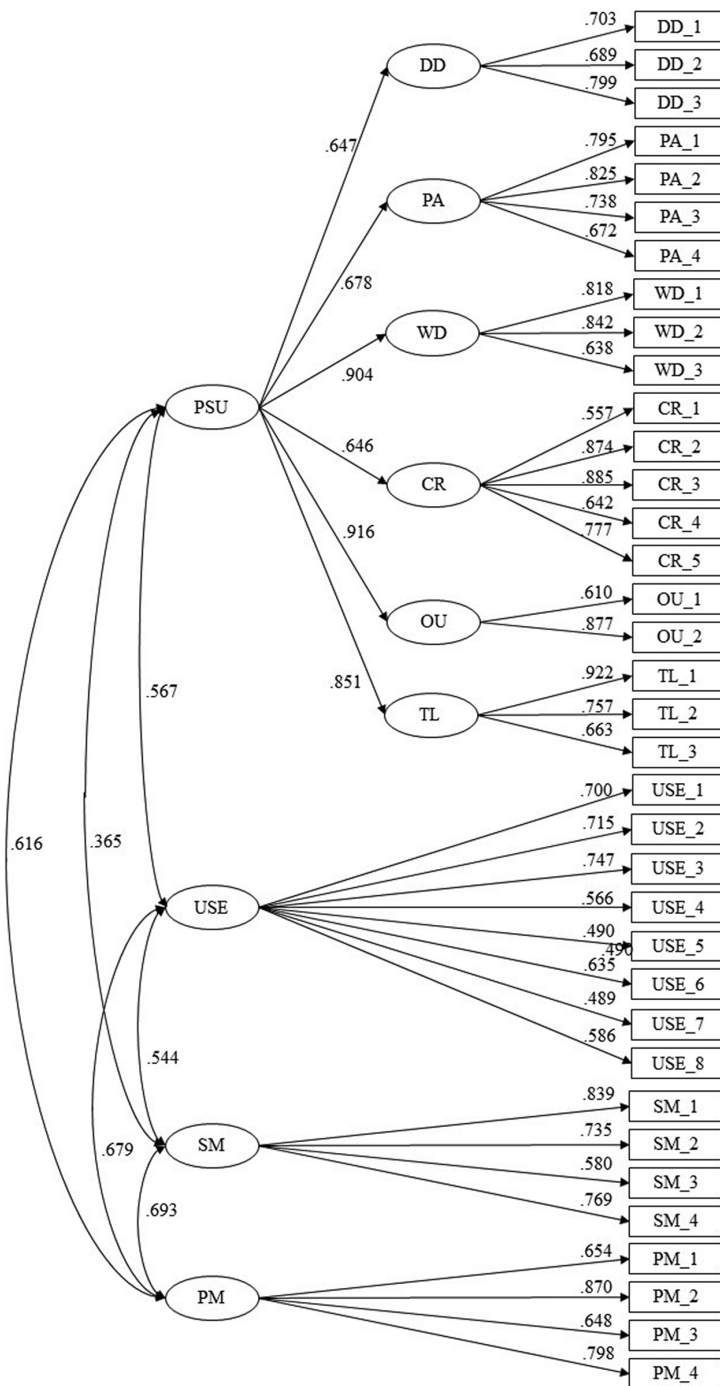 .703
DD_1
DD
.689
DD_2
.799
DD_3
.647
.795
PA_1
.825
PA_2
PA
.738
PA_3
.672
PA_4
.678
.818
WD_1
WD
.842
WD_2
.638
WD_3
.904
PSU
.557
CR_1
.646
.874
CR_2
CR
.885
CR_3
.642
CR_4
.777
CR_5
.916
.610
OU_1
OU
.877
OU_2
.851
.922
TL_1
TL
.757
TL_2
.663
TL_3
.567
.700
USE_1
.715
USE_2
.616
.365
.747
USE_3
USE
.566
USE_4
.490
.490
USE_5
.635
USE_6
.489
USE_7
.586
USE_8
.544
.839
SM_1
.679
SM
.735
SM_2
.580
SM_3
.769
SM_4
.693
.654
PM_1
PM
.870
PM_2
.648
PM_3
.798
PM_4